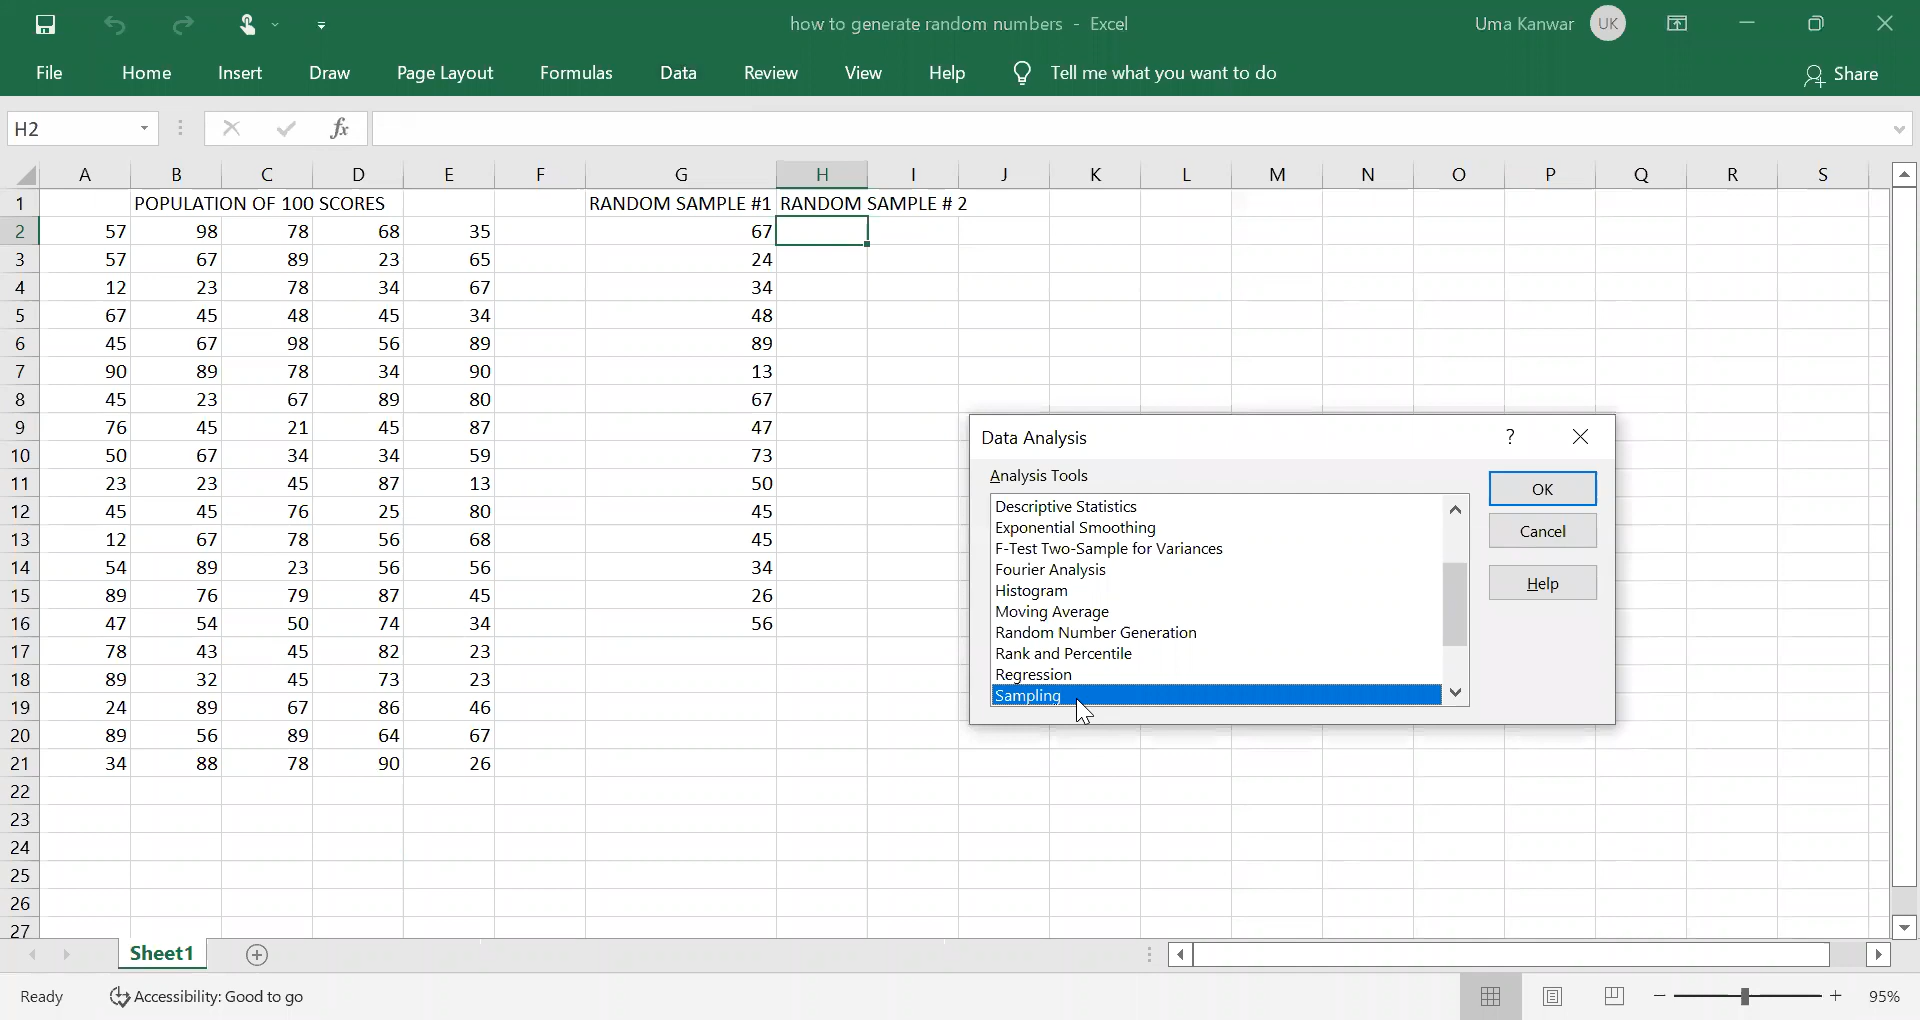 how to generate random numbers - Excel
Uma Kanwar UK
File Home Insert Draw Page Layout Formulas Data Review View Help Tell me what you want to do Share
H2 fx
A B C D E F G H I J K L M N O P Q R S
1 POPULATION OF 100 SCORES RANDOM SAMPLE #1 RANDOM SAMPLE # 2
2 57 98 78 68 35 67
3 57 67 89 23 65 24
4 12 23 78 34 67 34
5 67 45 48 45 34 48
6 45 67 98 56 89 89
7 90 89 78 34 90 13
8 45 23 67 89 80 67
9 76 45 21 45 87 47
10 50 67 34 34 59 73
11 23 23 45 87 13 50
12 45 45 76 25 80 45
13 12 67 78 56 68 45
14 54 89 23 56 56 34
15 89 76 79 87 45 26
16 47 54 50 74 34 56
17 78 43 45 82 23
18 89 32 45 73 23
19 24 89 67 86 46
20 89 56 89 64 67
21 34 88 78 90 26
22
23
24
25
26
27
Data Analysis ?
Analysis Tools
Descriptive Statistics
Exponential Smoothing
F-Test Two-Sample for Variances
Fourier Analysis
Histogram
Moving Average
Random Number Generation
Rank and Percentile
Regression
Sampling
OK
Cancel
Help
Sheet1
Ready Accessibility: Good to go 95%